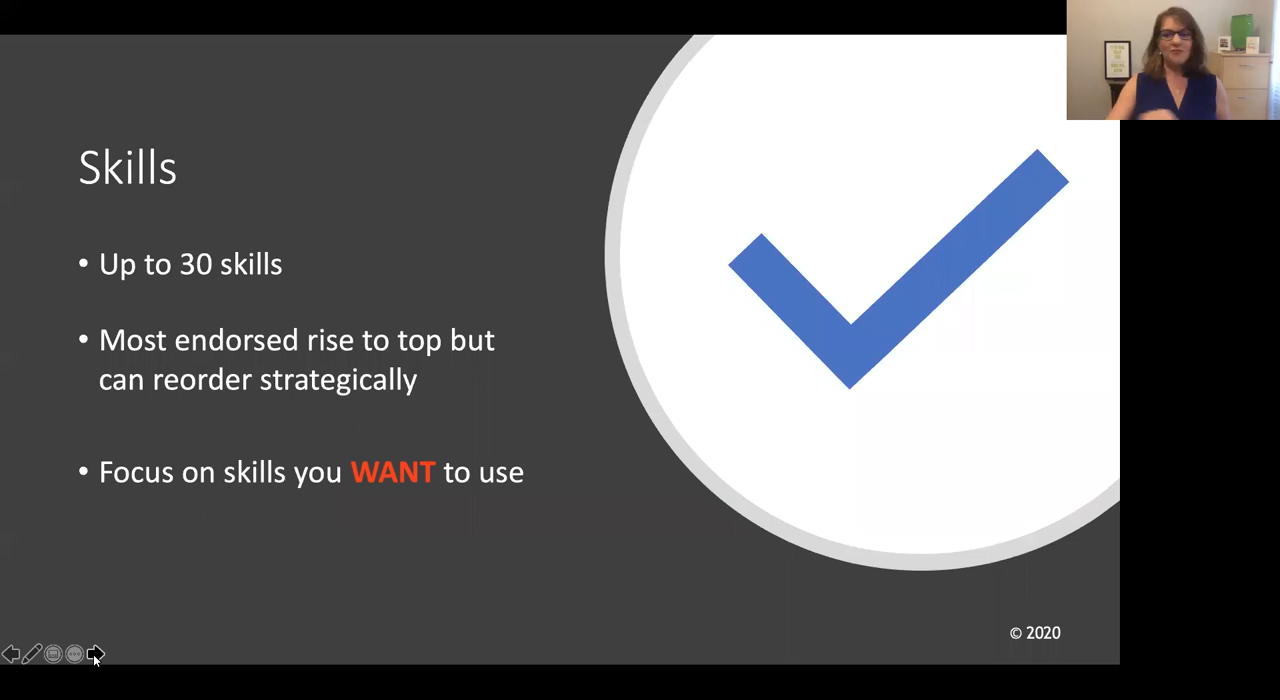 Skills
• Up to 30 skills
• Most endorsed rise to top but
can reorder strategically
• Focus on skills you WANT to use
© 2020